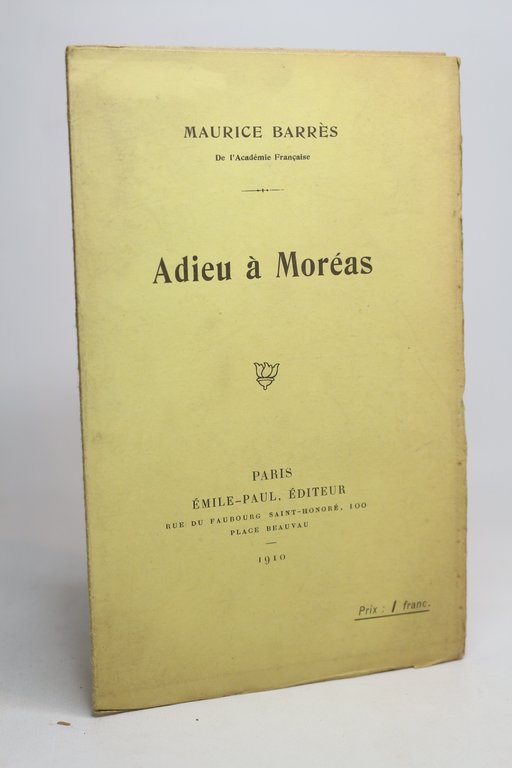 MAURICE BARRÈS
De l'Académie Française
Adieu à Moréas
PARIS
ÉMILE-PAUL, ÉDITEUR
RUE DU FAUBOURG SAINT-HONORÉ, 100
PLACE BEAUVAU
1910
Prix : 1 franc.